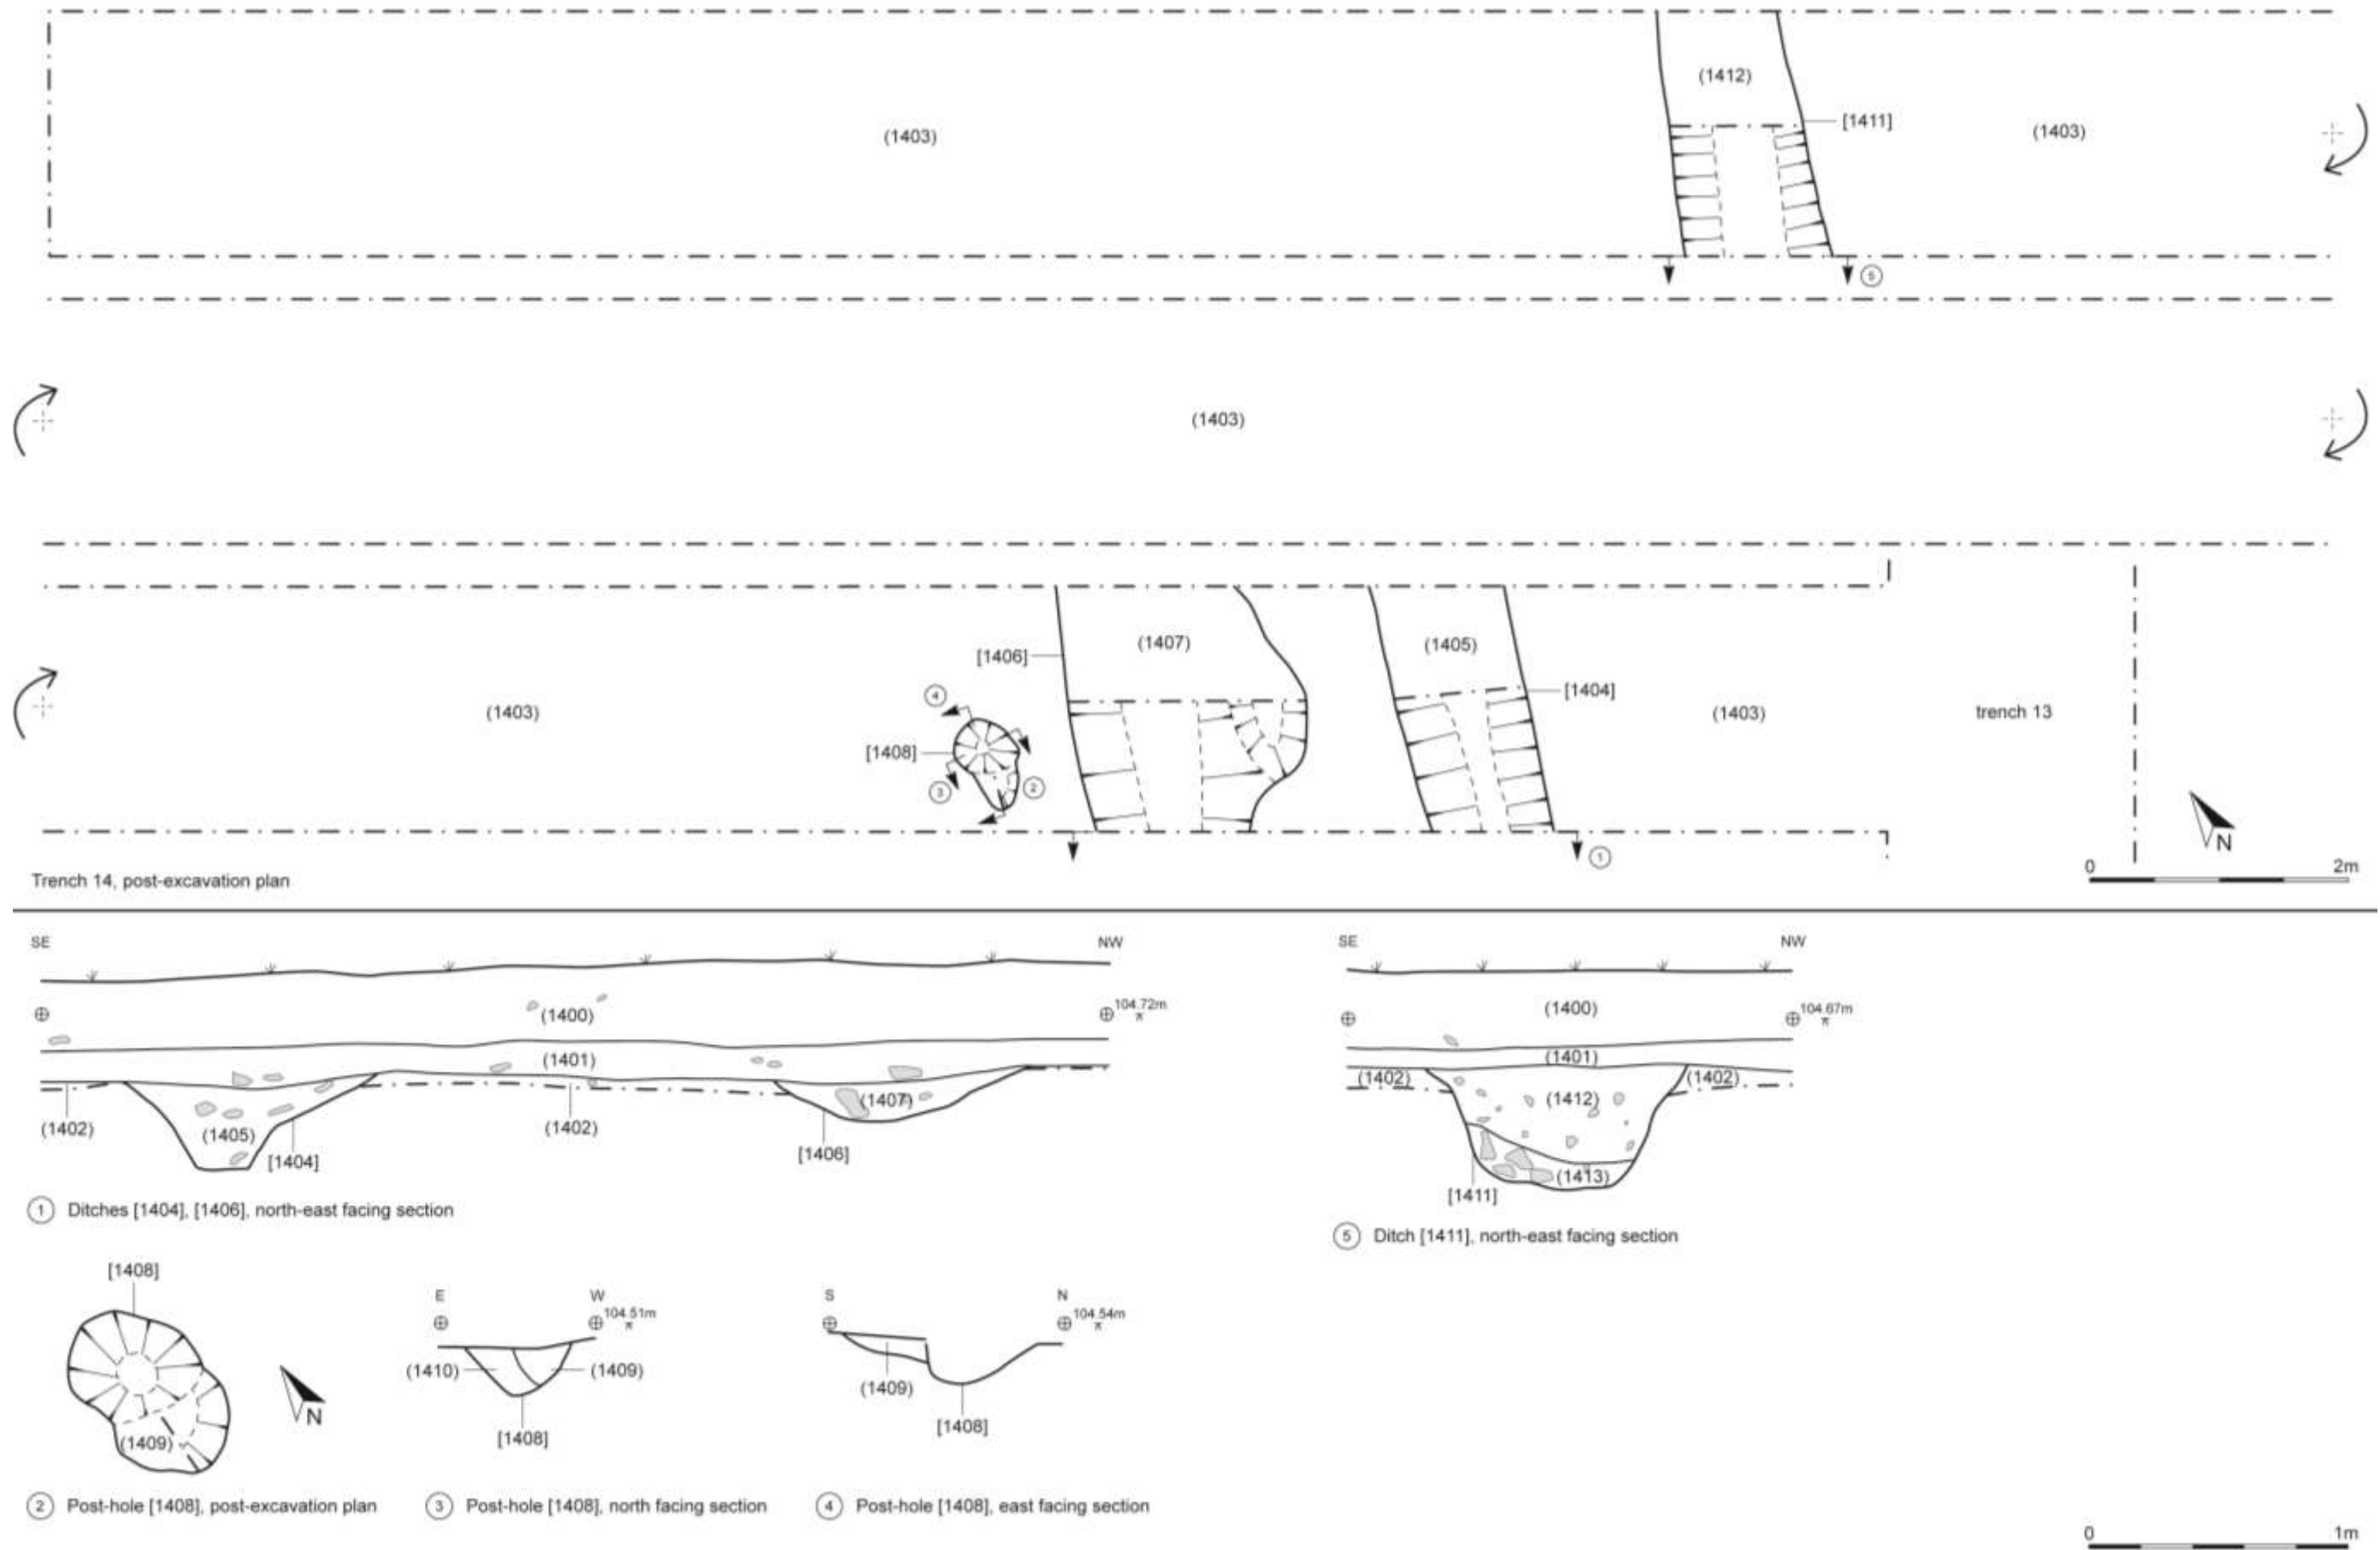 (1412)
[1411]
(1403)
(1403)
5
(1403)
(1407)
(1405)
[1406]
[1404]
4
(1403)
(1403)
trench 13
[1408]
3
2
N
1
0 2m
Trench 14, post-excavation plan
SE NW
(1400)
104.72m
(1401)
(1407)
(1402)
(1405)
(1402)
[1404]
[1406]
1 Ditches [1404], [1406], north-east facing section
SE NW
(1400)
104.67m
(1401)
(1402)
(1402)
(1412)
(1413)
[1411]
5 Ditch [1411], north-east facing section
[1408]
N
(1409)
2 Post-hole [1408], post-excavation plan
E W
104.51m
(1410)
(1409)
[1408]
3 Post-hole [1408], north facing section
S N
104.54m
(1409)
[1408]
4 Post-hole [1408], east facing section
0 1m